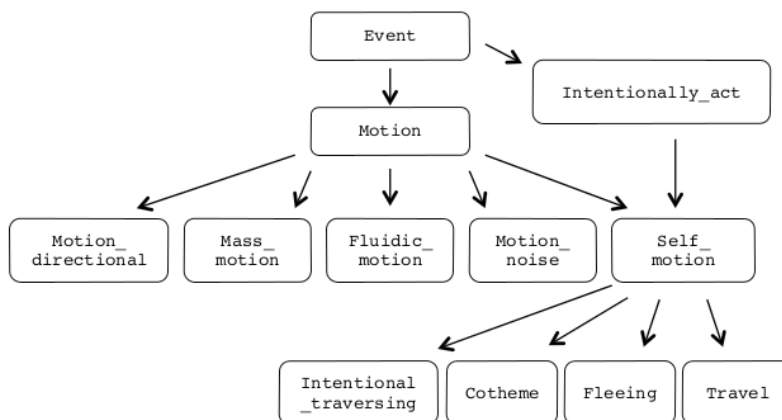 Event
Intentionally_act
Motion
Motion_
directional
Mass_
motion
Fluidic_
motion
Motion_
noise
Self_
motion
Intentional
_traversing
Cotheme
Fleeing
Travel